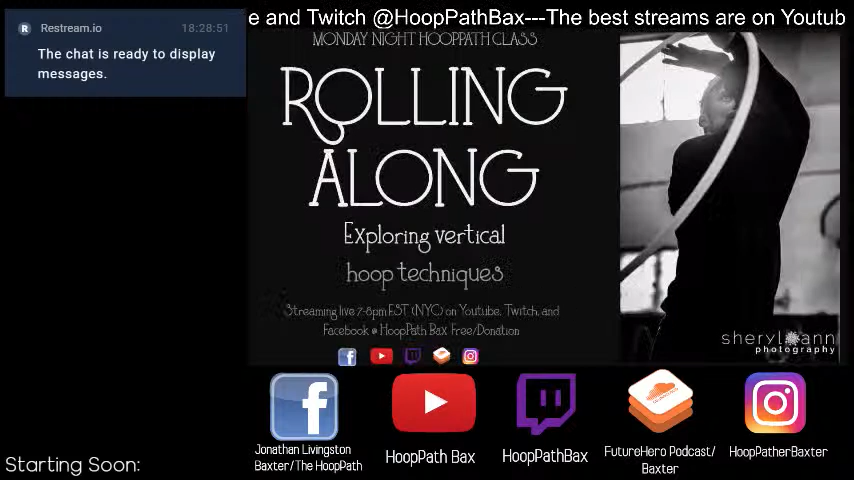 e and Twitch @HoopPathBax---The best streams are on Youtub
Restream.io 18:28:51
The chat is ready to display
messages.
MONDAY NIGHT HOOPPATH CLASS
ROLLING
ALONG
Exploring vertical
hoop techniques
Streaming live 7-8pm EST (NYC) on Youtube, Twitch, and
Facebook @ HoopPath Bax Free/Donation
sheryl ann
photography
Jonathan Livingston
Baxter/The HoopPath
HoopPath Bax
HoopPathBax
FutureHero Podcast/
Baxter
HoopPatherBaxter
Starting Soon: